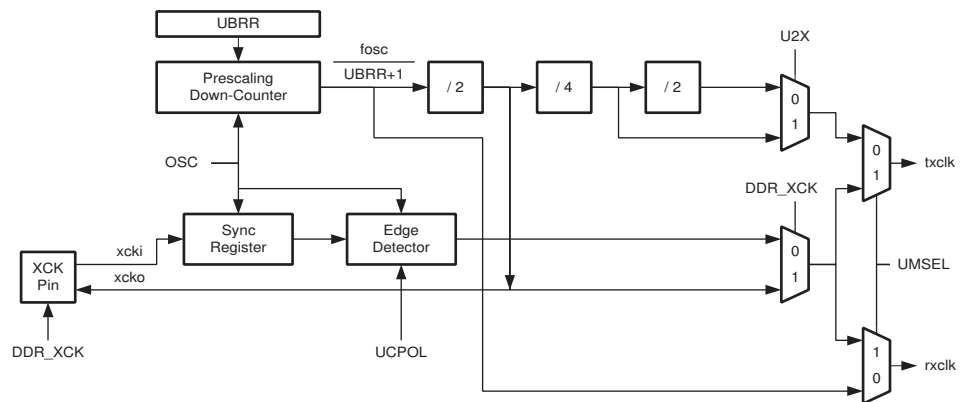 UBRR
U2X
fosc
UBRR+1
Prescaling
Down-Counter
/ 2
/ 4
/ 2
0
1
OSC
0
1
txclk
DDR_XCK
Sync
Register
Edge
Detector
xcki
0
1
XCK
Pin
xcko
UMSEL
DDR_XCK
UCPOL
1
0
rxclk